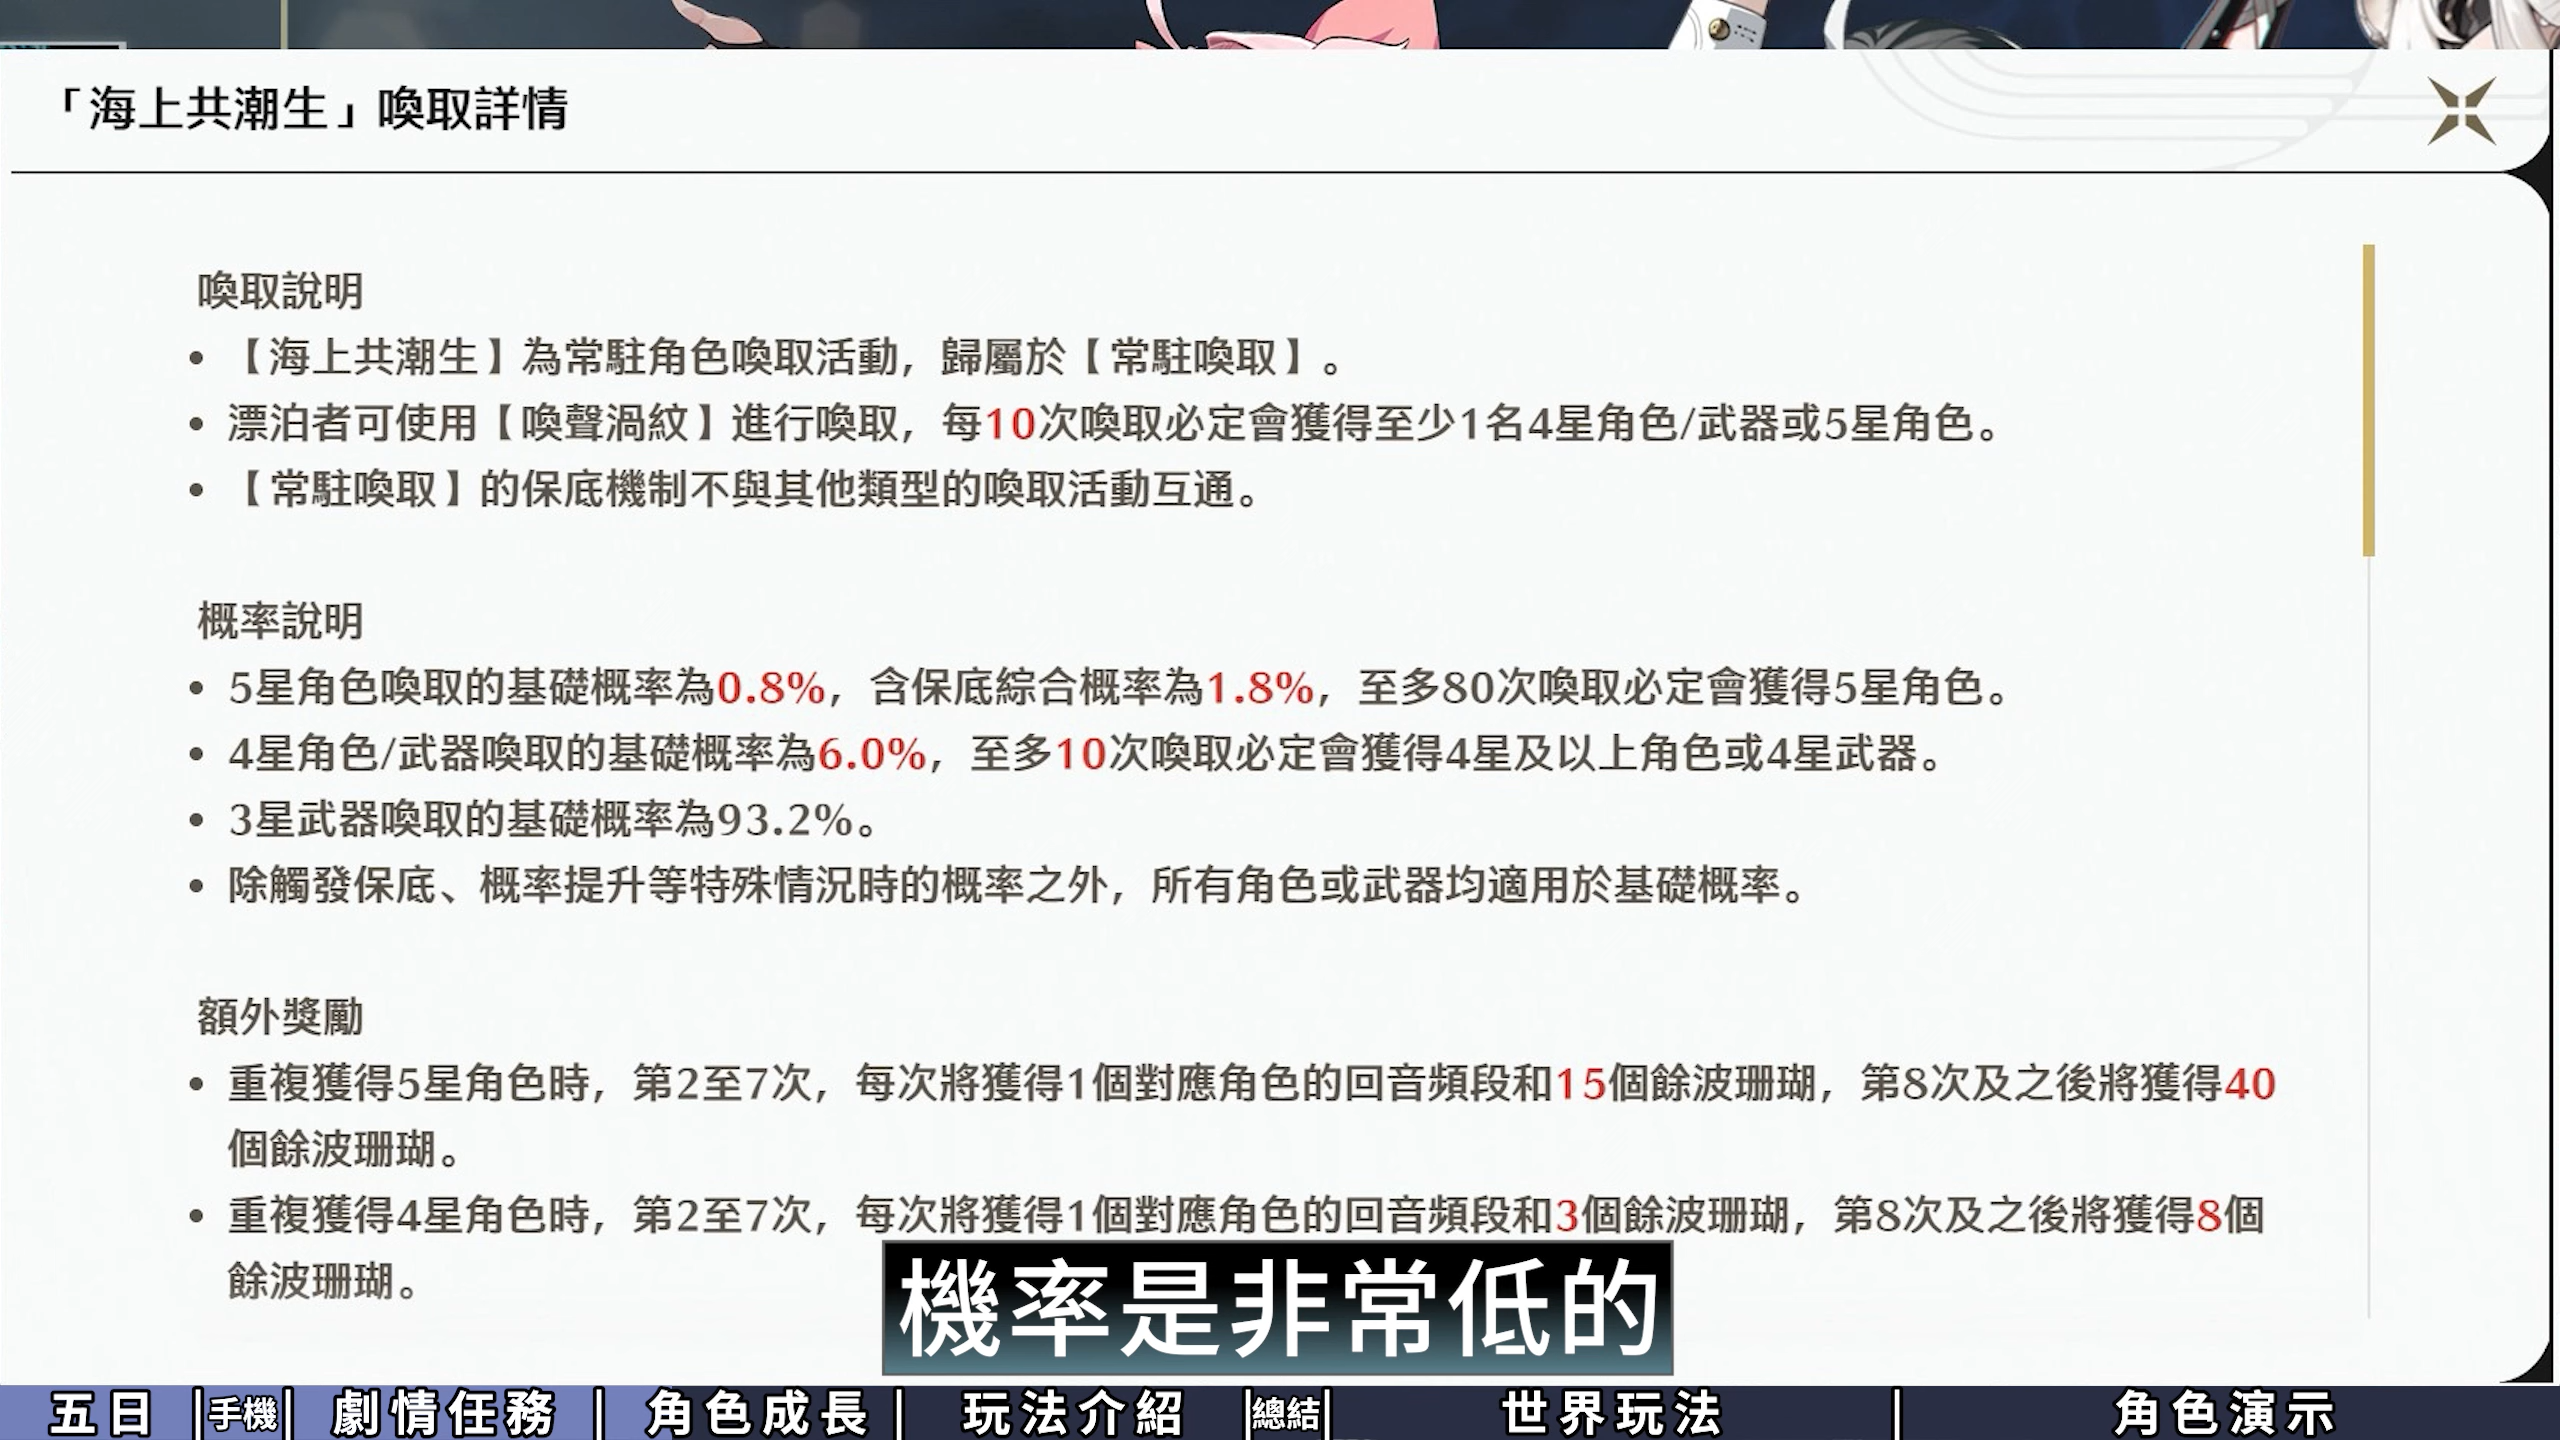 「海上共潮生」喚取詳情
喚取說明
• 【海上共潮生】為常駐角色喚取活動，歸屬於【常駐喚取】。
• 漂泊者可使用【喚聲渦紋】進行喚取，每10次喚取必定會獲得至少1名4星角色/武器或5星角色。
• 【常駐喚取】的保底機制不與其他類型的喚取活動互通。
概率說明
• 5星角色喚取的基礎概率為0.8%，含保底綜合概率為1.8%，至多80次喚取必定會獲得5星角色。
• 4星角色/武器喚取的基礎概率為6.0%，至多10次喚取必定會獲得4星及以上角色或4星武器。
• 3星武器喚取的基礎概率為93.2%。
• 除觸發保底、概率提升等特殊情況時的概率之外，所有角色或武器均適用於基礎概率。
額外獎勵
• 重複獲得5星角色時，第2至7次，每次將獲得1個對應角色的回音頻段和15個餘波珊瑚，第8次及之後將獲得40
個餘波珊瑚。
• 重複獲得4星角色時，第2至7次，每次將獲得1個對應角色的回音頻段和3個餘波珊瑚，第8次及之後將獲得8個
餘波珊瑚。
機率是非常低的
五日 | 手機 | 劇情任務 | 角色成長 | 玩法介紹 | 總結 | 世界玩法 | 角色演示